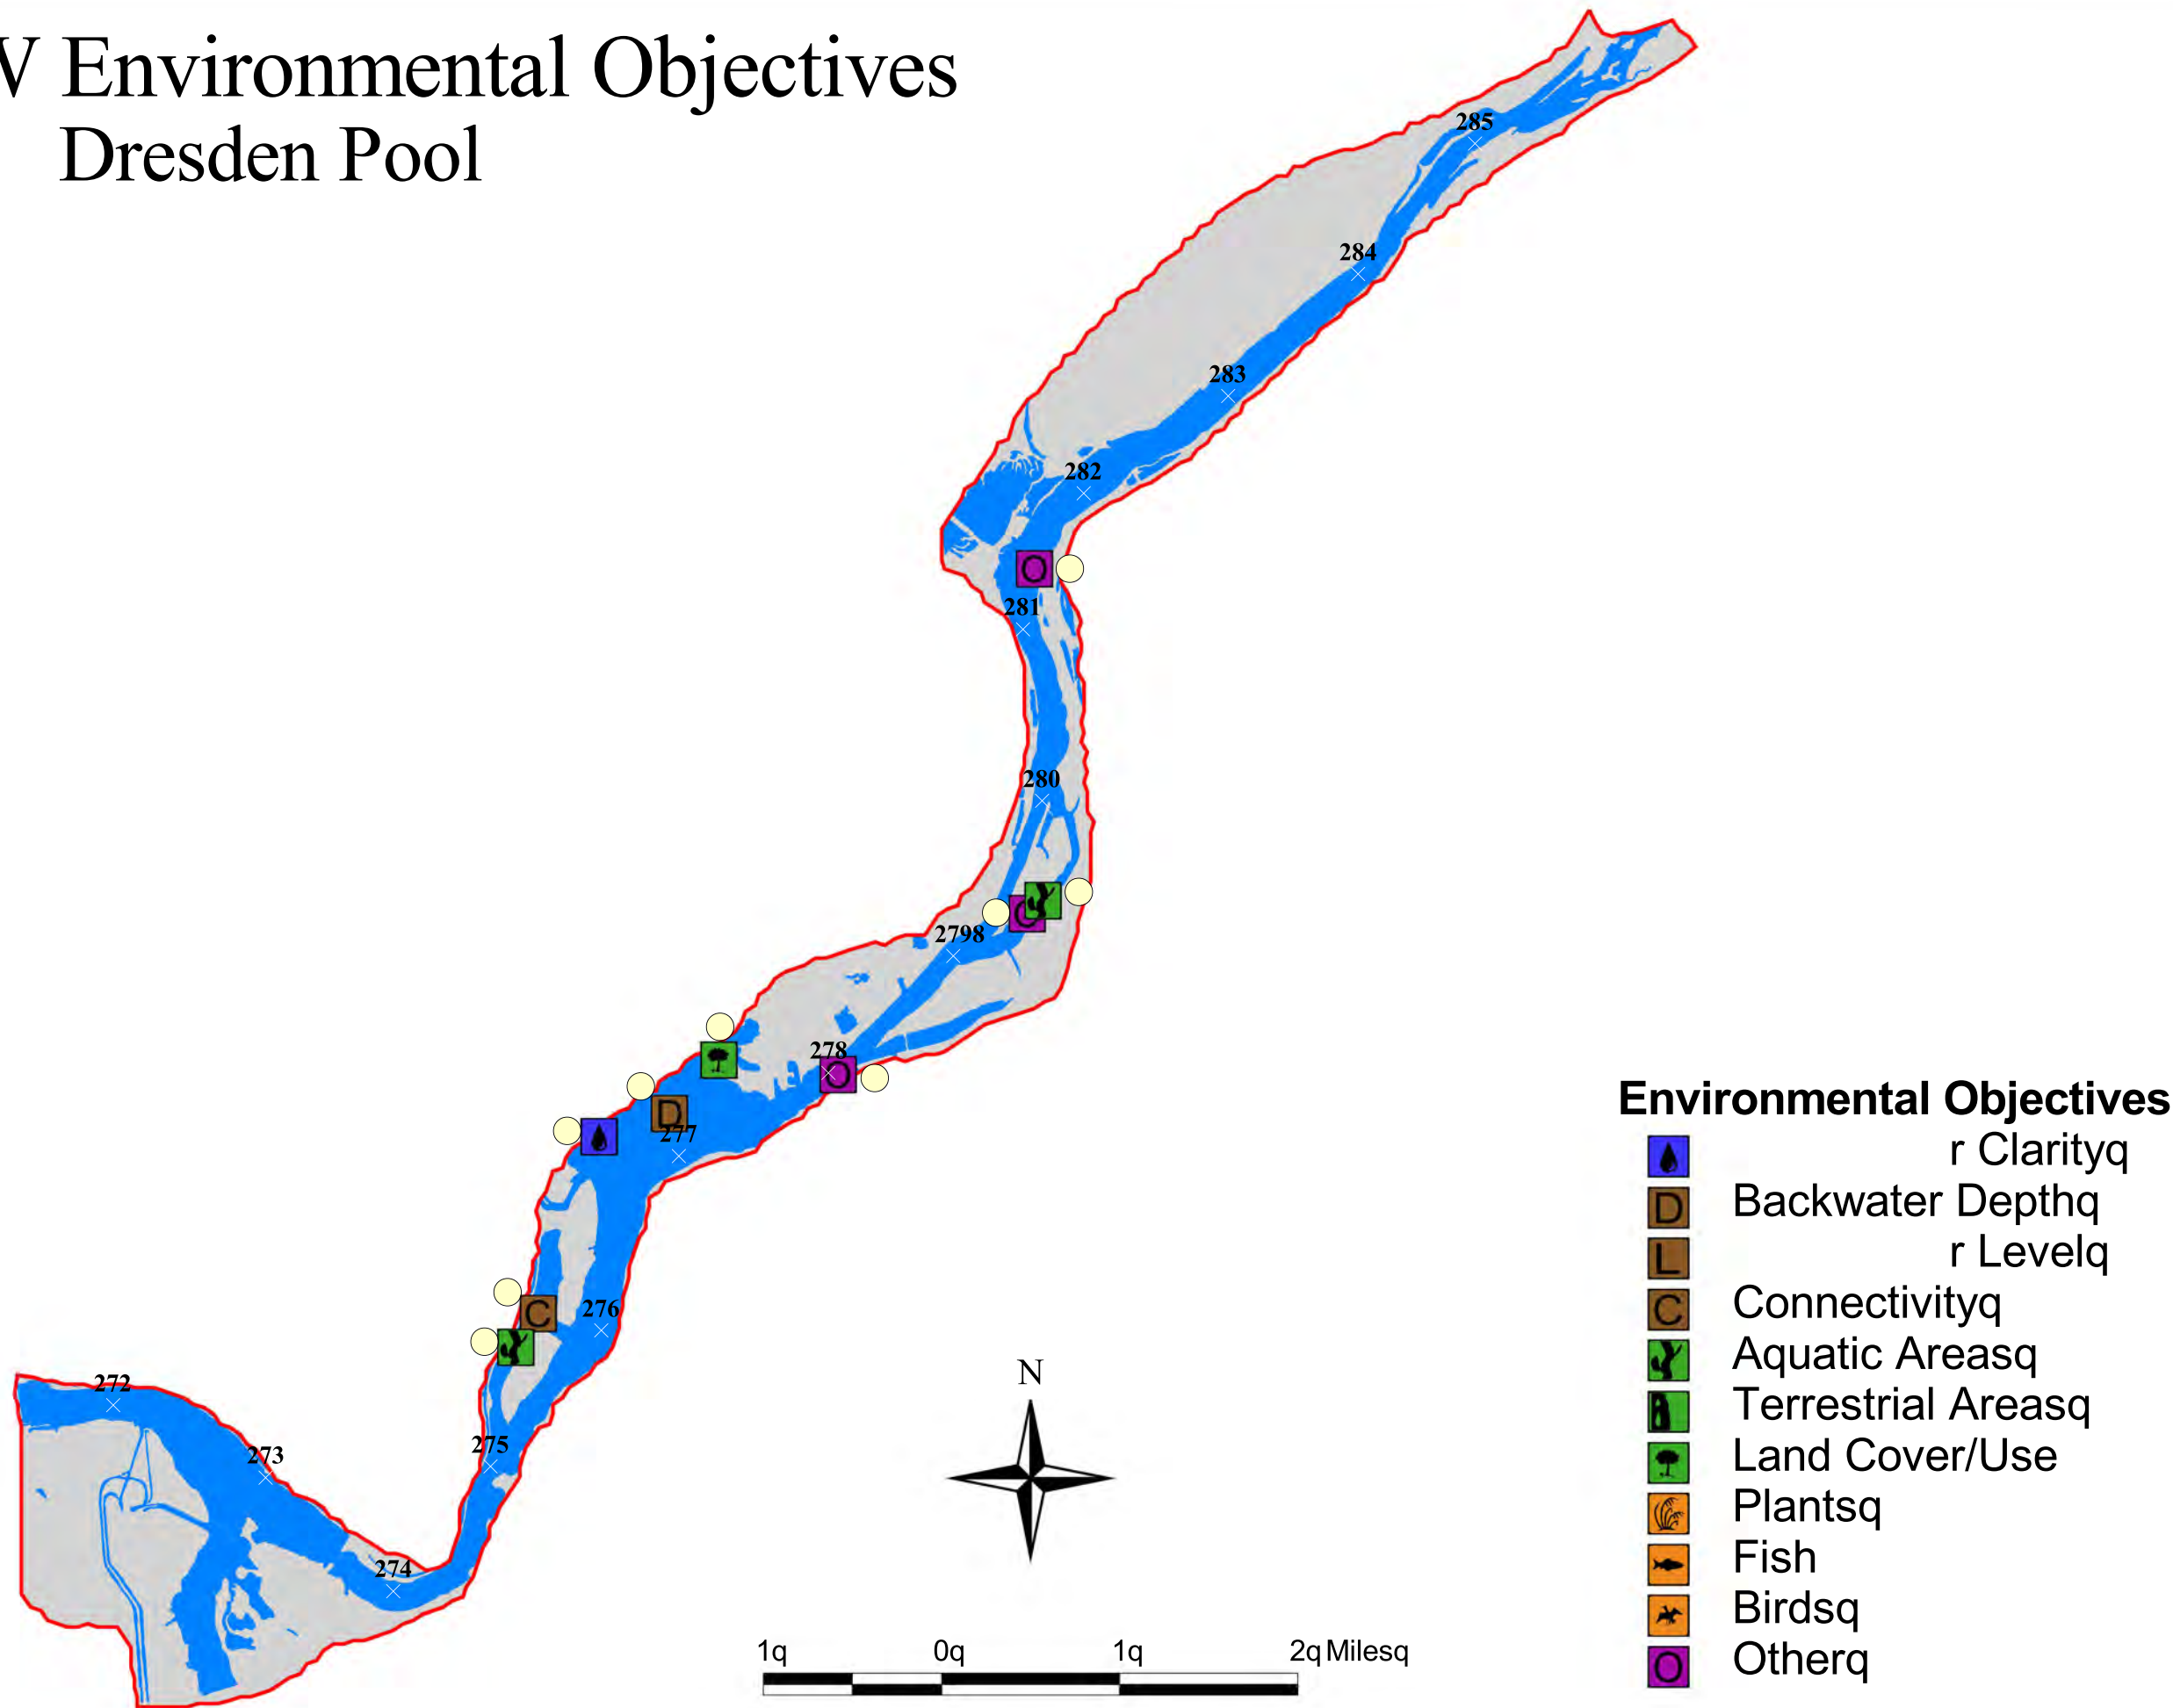 W Environmental Objectives
Dresden Pool
285
284
283
282
O
281
280
2798
278
O
D
277
C
276
272
275
273
274
N
1q 0q 1q 2q Milesq
Environmental Objectives
r Clarityq
D Backwater Depthq
L r Levelq
C Connectivityq
Aquatic Areasq
Terrestrial Areasq
Land Cover/Use
Plantsq
Fish
Birdsq
O Otherq